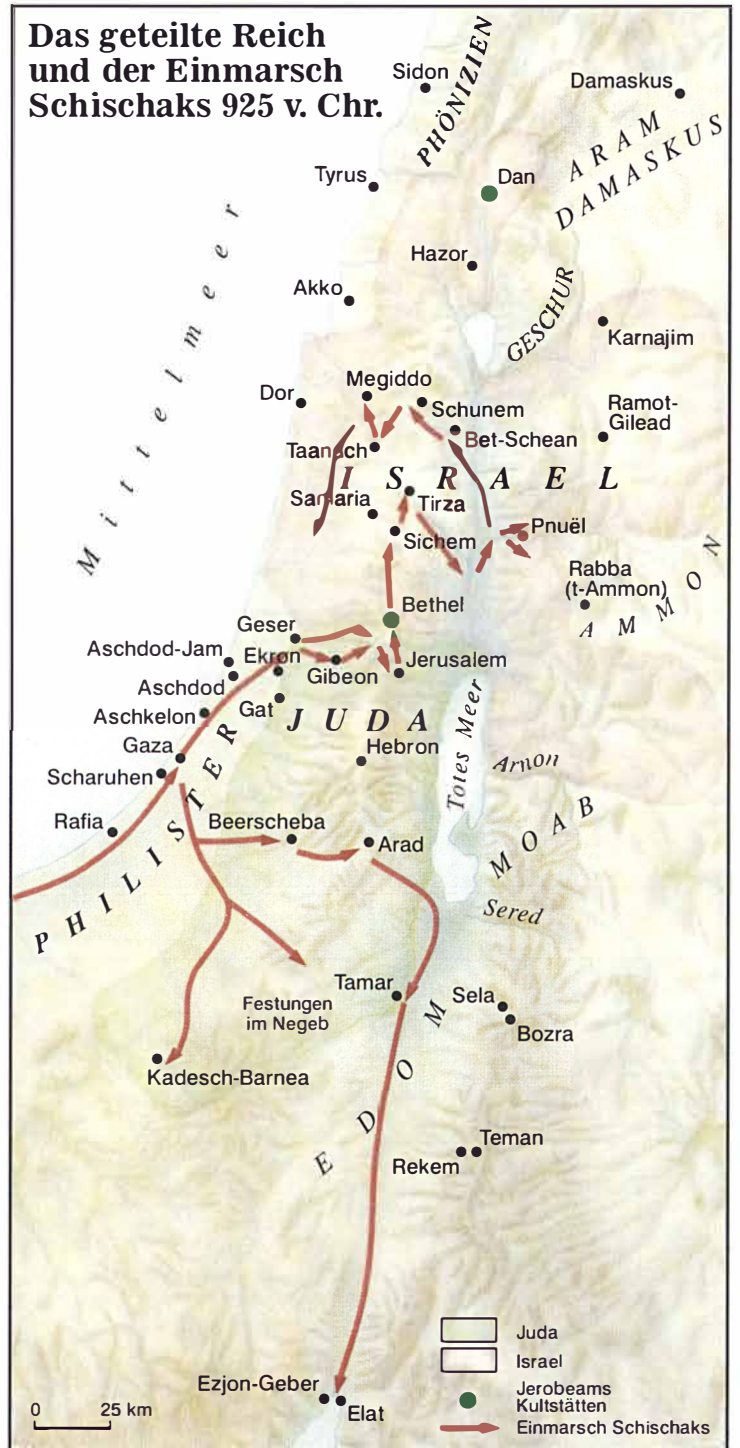 Das geteilte Reich
und der Einmarsch
Schischaks 925 v. Chr.
Sidon
PHÖNIZIEN
Damaskus
ARAM
DAMASKUS
Tyrus
Dan
Mittelmeer
Hazor
Akko
GESCHUR
Karnajim
Megiddo
Dor
Schunem
Ramot-
Gilead
Taanach
Bet-Schean
ISRAEL
Samaria
Tirza
Sichem
Pnuël
Rabba
(t-Ammon)
AMMON
Bethel
Geser
Aschdod-Jam
Ekron
Gibeon
Jerusalem
Aschdod
Gat
Aschkelon
JUDA
Gaza
Hebron
Totes Meer
Arnon
Scharuhen
Rafia
Beerscheba
Arad
MOAB
PHILISTER
Sered
Tamar
Sela
Festungen
im Negeb
Bozra
Kadesch-Barnea
EDOM
Teman
Rekem
Ezjon-Geber
Elat
0 25 km
Juda
Israel
Jerobeams
Kultstätten
Einmarsch Schischaks